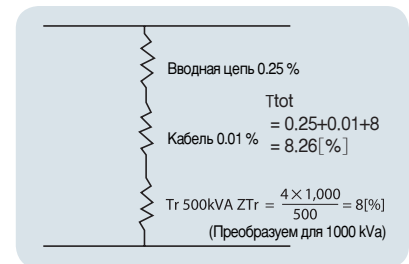 Вводная цепь 0.25 %
Ttot
= 0.25+0.01+8
Кабель 0.01 %
= 8.26[%]
Tr 500kVA ZTr = 4×1,000/500 = 8[%]
(Преобразуем для 1000 kVa)